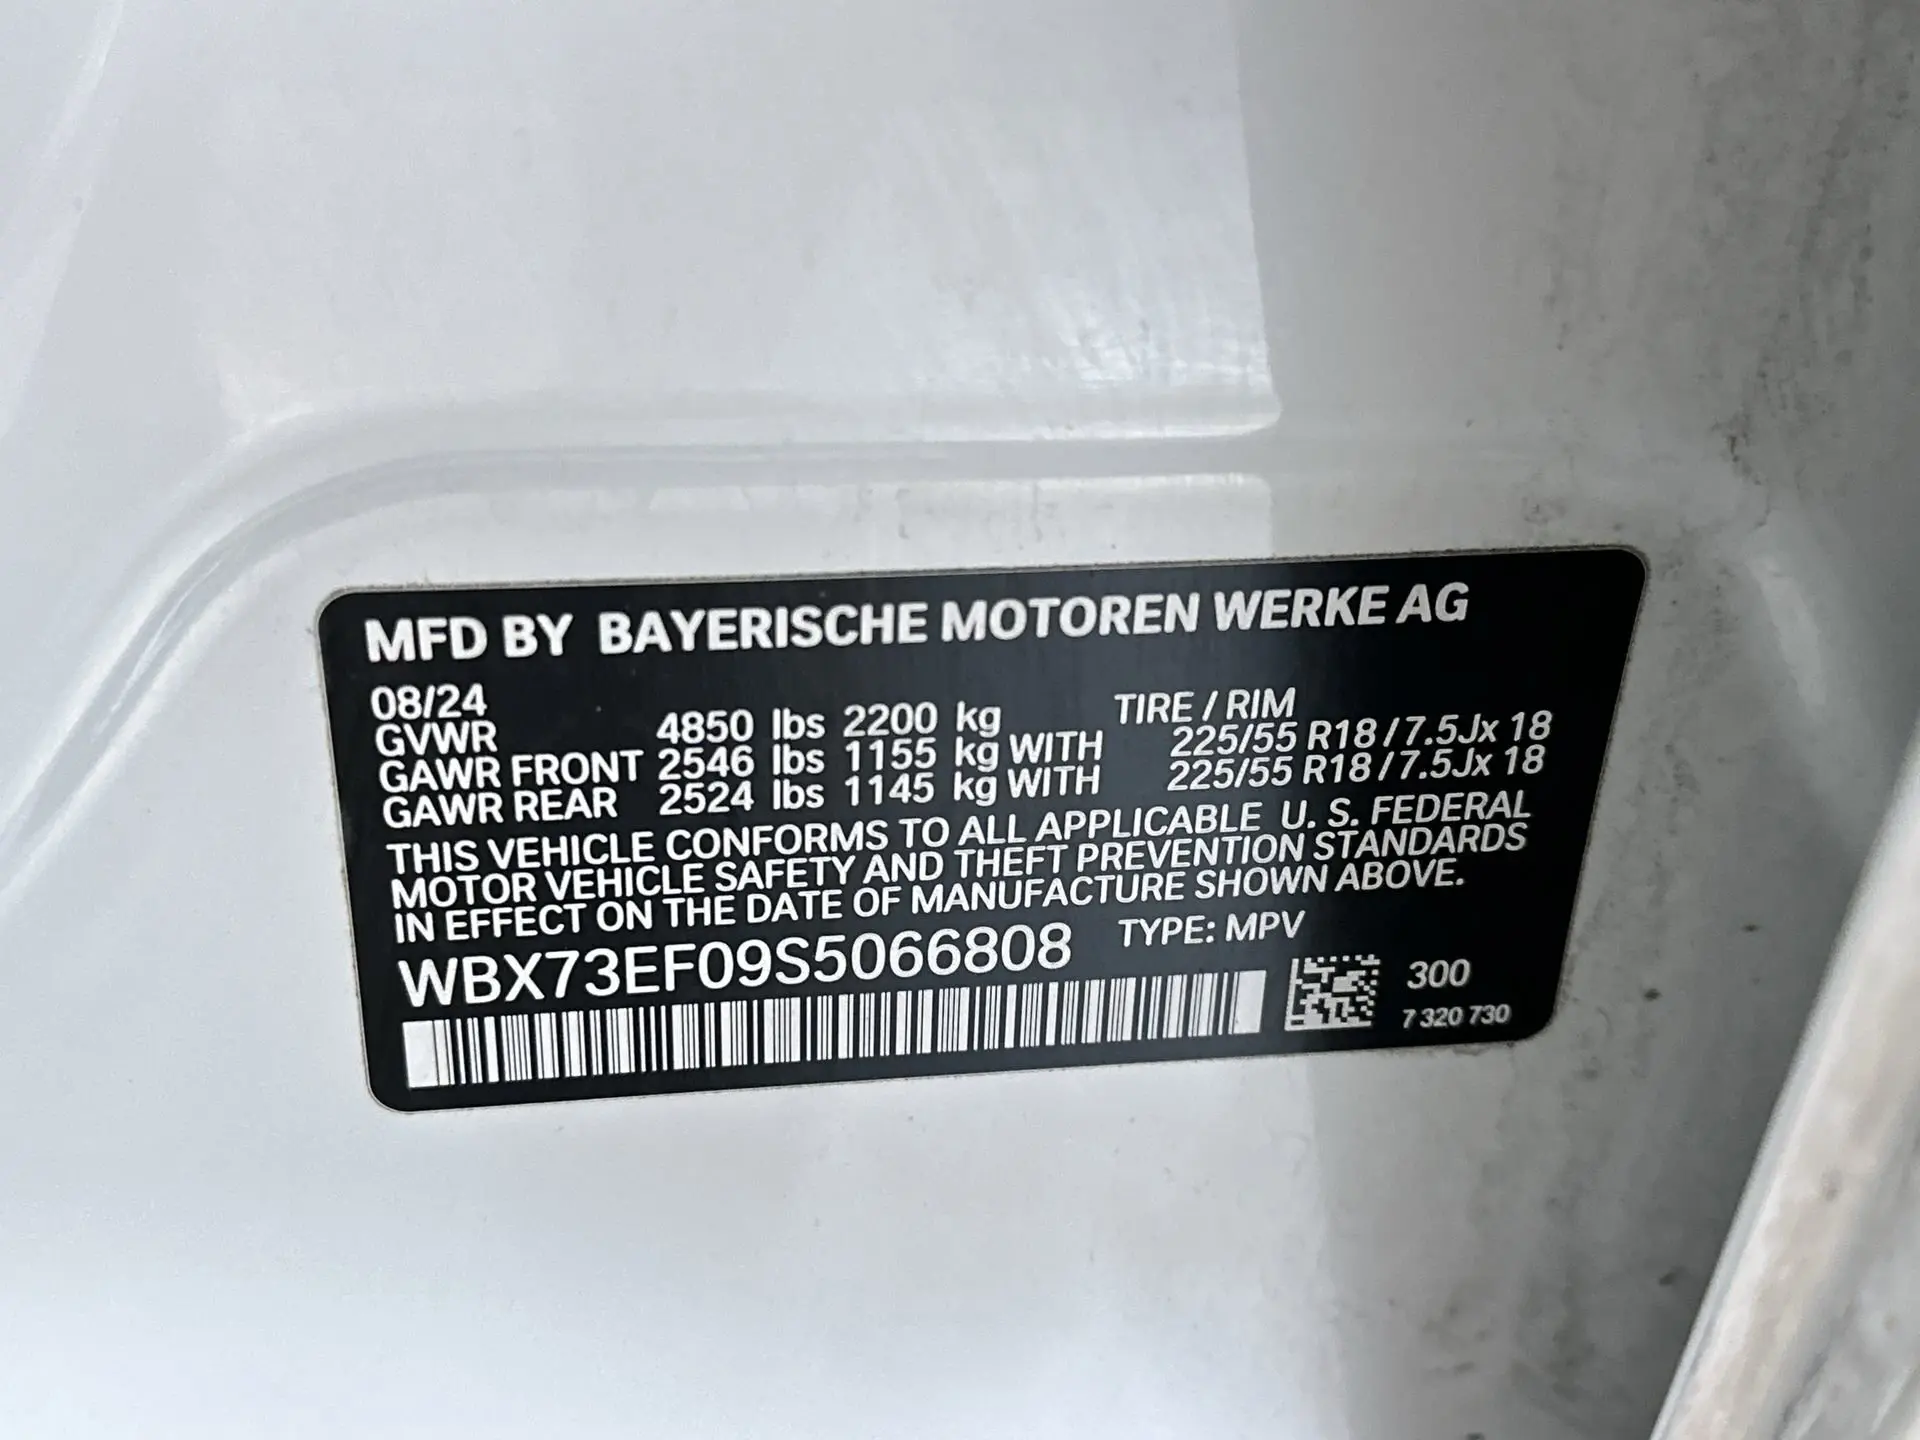 MFD BY BAYERISCHE MOTOREN WERKE AG
08/24
TIRE / RIM
GVWR 4850 lbs 2200 kg
GAWR FRONT 2546 lbs 1155 kg WITH 225/55 R18 / 7.5Jx 18
GAWR REAR 2524 lbs 1145 kg WITH 225/55 R18 / 7.5Jx 18
THIS VEHICLE CONFORMS TO ALL APPLICABLE U. S. FEDERAL
MOTOR VEHICLE SAFETY AND THEFT PREVENTION STANDARDS
IN EFFECT ON THE DATE OF MANUFACTURE SHOWN ABOVE.
WBX73EF09S5066808 TYPE: MPV
300
7 320 730